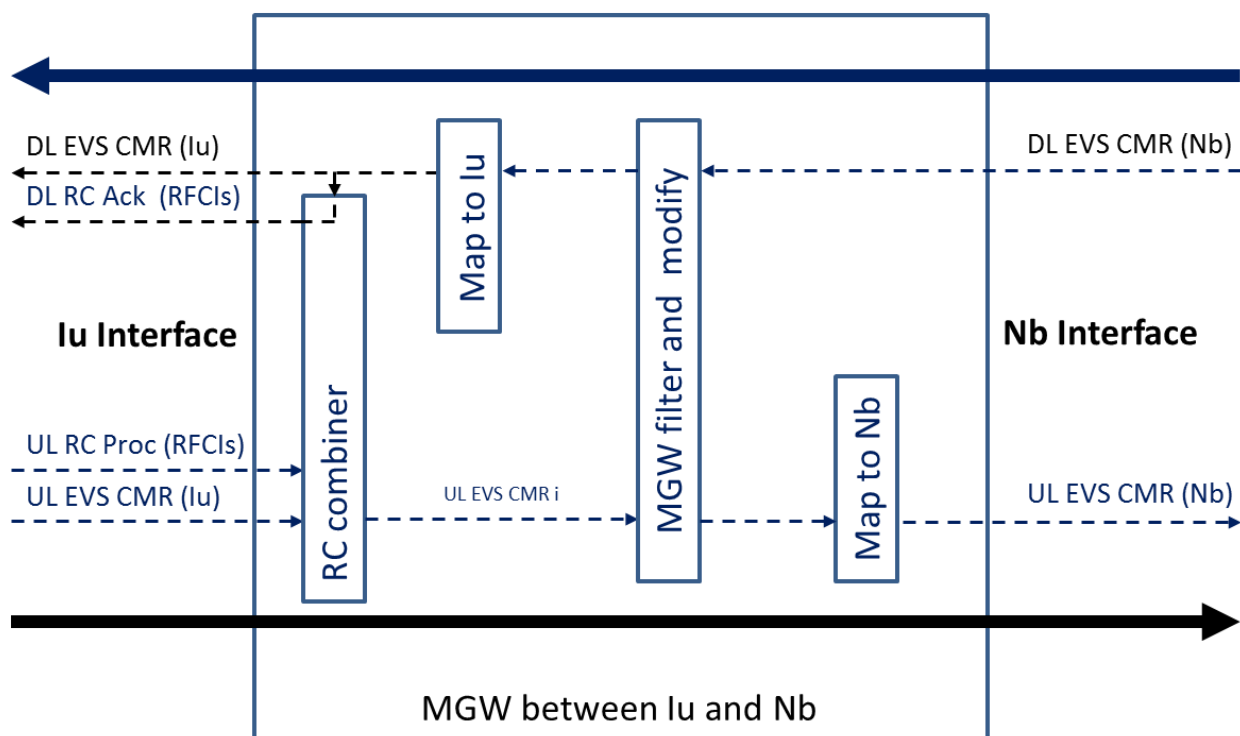 DL EVS CMR (Iu)
DL RC Ack  (RFCIs)
Map to Iu
MGW filter and  modify
DL EVS CMR (Nb)
Iu Interface
Nb Interface
RC combiner
UL RC Proc (RFCIs)
UL EVS CMR (Iu)
UL EVS CMR i
Map to Nb
UL EVS CMR (Nb)
MGW between Iu and Nb